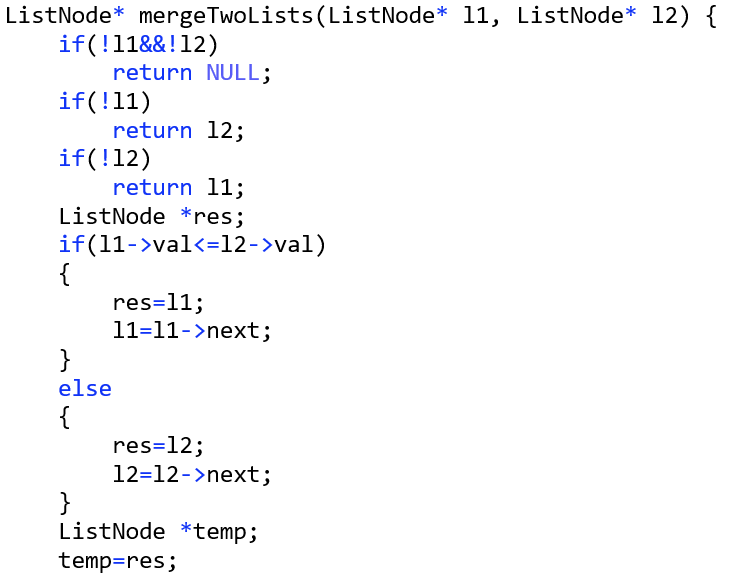 ListNode* mergeTwoLists(ListNode* l1, ListNode* l2) {
    if(!l1&&!l2)
        return NULL;
    if(!l1)
        return l2;
    if(!l2)
        return l1;
    ListNode *res;
    if(l1->val<=l2->val)
    {
        res=l1;
        l1=l1->next;
    }
    else
    {
        res=l2;
        l2=l2->next;
    }
    ListNode *temp;
    temp=res;